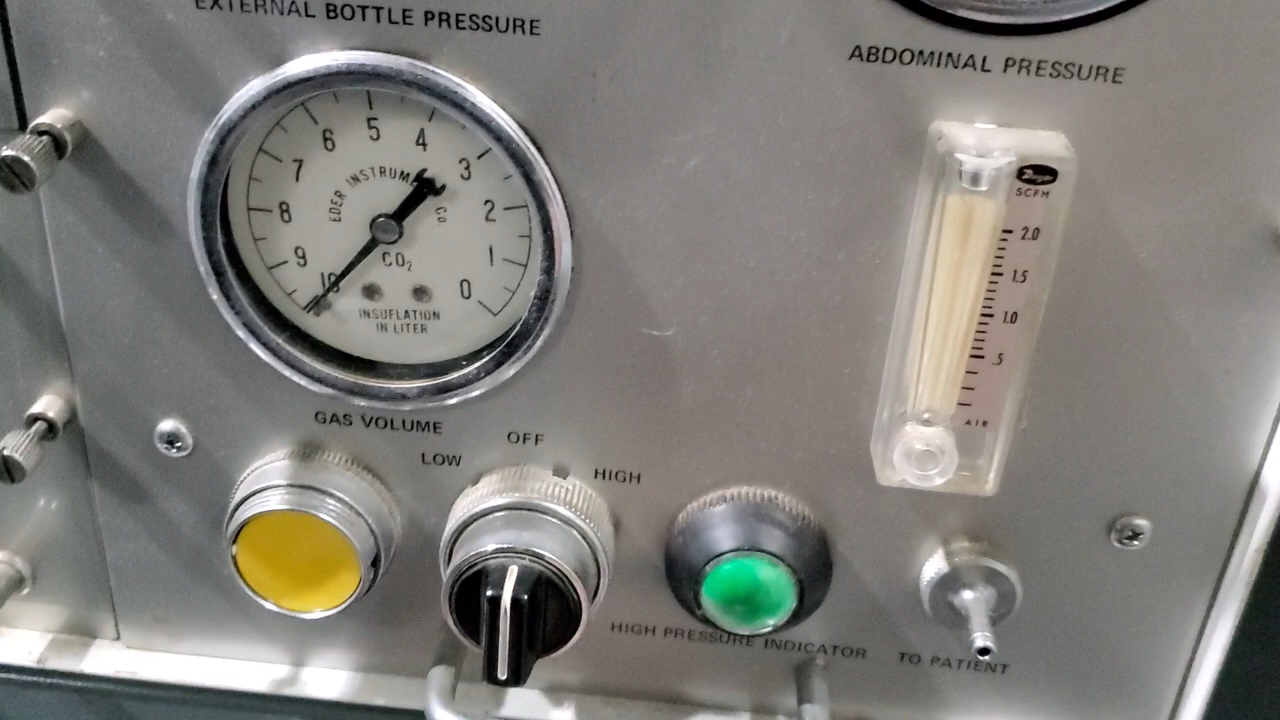 EXTERNAL BOTTLE PRESSURE
ABDOMINAL PRESSURE
6 5 4
7 3
EDER INSTRUM CO
8 2
9 1
CO2
10 0
INSUFLATION
IN LITER
Dwyer
SCFM
2.0
1.5
1.0
.5
AIR
GAS VOLUME
OFF
LOW
HIGH
HIGH PRESSURE INDICATOR
TO PATIENT